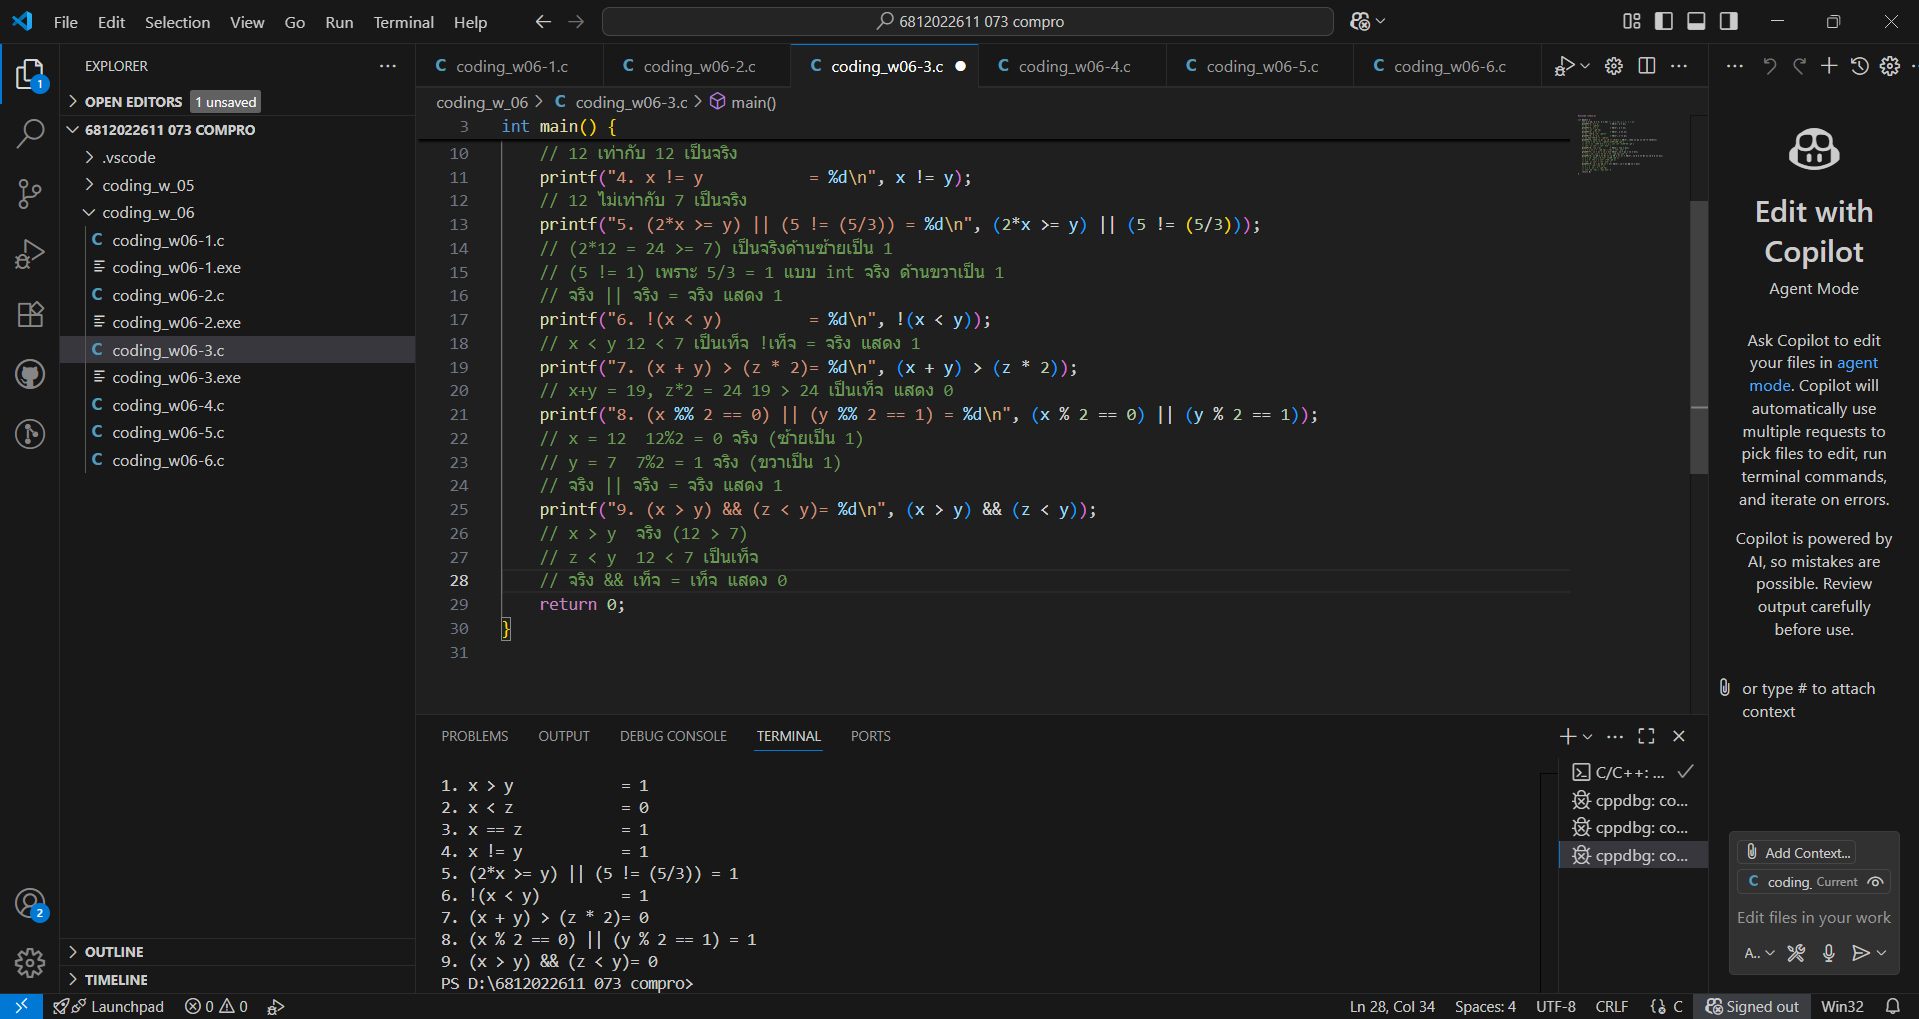 File Edit Selection View Go Run Terminal Help
6812022611 073 compro
EXPLORER
OPEN EDITORS 1 unsaved
6812022611 073 COMPRO
.vscode
coding_w_05
coding_w_06
coding_w06-1.c
coding_w06-1.exe
coding_w06-2.c
coding_w06-2.exe
coding_w06-3.c
coding_w06-3.exe
coding_w06-4.c
coding_w06-5.c
coding_w06-6.c
OUTLINE
TIMELINE
1
2
C coding_w06-1.c C coding_w06-2.c C coding_w06-3.c C coding_w06-4.c C coding_w06-5.c C coding_w06-6.c
coding_w_06 > C coding_w06-3.c > main()
3 int main() {
10 // 12 เท่ากับ 12 เป็นจริง
11 printf("4. x != y           = %d\n", x != y);
12 // 12 ไม่เท่ากับ 7 เป็นจริง
13 printf("5. (2*x >= y) || (5 != (5/3)) = %d\n", (2*x >= y) || (5 != (5/3)));
14 // (2*12 = 24 >= 7) เป็นจริงด้านซ้ายเป็น 1
15 // (5 != 1) เพราะ 5/3 = 1 แบบ int จริง ด้านขวาเป็น 1
16 // จริง || จริง = จริง แสดง 1
17 printf("6. !(x < y)         = %d\n", !(x < y));
18 // x < y 12 < 7 เป็นเท็จ !เท็จ = จริง แสดง 1
19 printf("7. (x + y) > (z * 2)= %d\n", (x + y) > (z * 2));
20 // x+y = 19, z*2 = 24 19 > 24 เป็นเท็จ แสดง 0
21 printf("8. (x %% 2 == 0) || (y %% 2 == 1) = %d\n", (x % 2 == 0) || (y % 2 == 1));
22 // x = 12  12%2 = 0 จริง (ซ้ายเป็น 1)
23 // y = 7  7%2 = 1 จริง (ขวาเป็น 1)
24 // จริง || จริง = จริง แสดง 1
25 printf("9. (x > y) && (z < y)= %d\n", (x > y) && (z < y));
26 // x > y  จริง (12 > 7)
27 // z < y  12 < 7 เป็นเท็จ
28 // จริง && เท็จ = เท็จ แสดง 0
29 return 0;
30 }
31
PROBLEMS OUTPUT DEBUG CONSOLE TERMINAL PORTS
1. x > y            = 1
2. x < z            = 0
3. x == z           = 1
4. x != y           = 1
5. (2*x >= y) || (5 != (5/3)) = 1
6. !(x < y)         = 1
7. (x + y) > (z * 2)= 0
8. (x % 2 == 0) || (y % 2 == 1) = 1
9. (x > y) && (z < y)= 0
PS D:\6812022611 073 compro>
C/C++: ...
cppdbg: co...
cppdbg: co...
cppdbg: co...
Edit with
Copilot
Agent Mode
Ask Copilot to edit
your files in agent
mode. Copilot will
automatically use
multiple requests to
pick files to edit, run
terminal commands,
and iterate on errors.
Copilot is powered by
AI, so mistakes are
possible. Review
output carefully
before use.
or type # to attach
context
Add Context...
C coding_ Current
Edit files in your work
A..
Launchpad 0 0
Ln 28, Col 34 Spaces: 4 UTF-8 CRLF {} C Signed out Win32